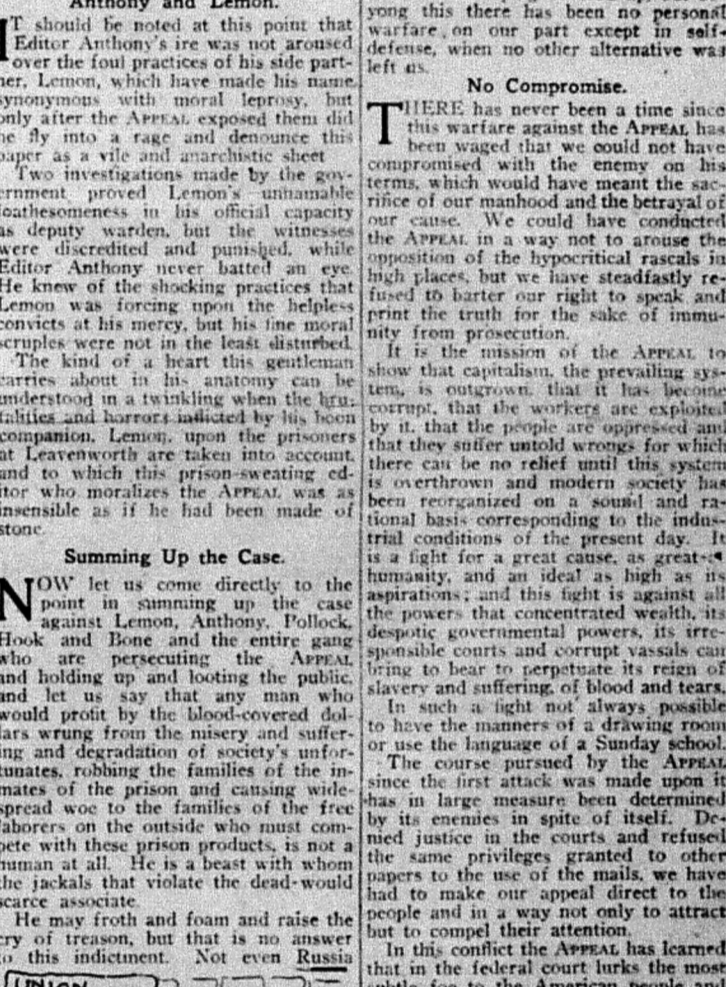 Anthony and Lemon.
IT should be noted at this point that
Editor Anthony's ire was not aroused
over the foul practices of his side part-
ner, Lemon, which have made his name
synonymous with moral leprosy, but
only after the APPEAL exposed them did
he fly into a rage and denounce this
paper as a vile and anarchistic sheet
Two investigations made by the gov-
ernment proved Lemon's unnamable
loathesomeness in his official capacity
as deputy warden, but the witnesses
were discredited and punished, while
Editor Anthony never batted an eye.
He knew of the shocking practices that
Lemon was forcing upon the helpless
convicts at his mercy, but his fine moral
scruples were not in the least disturbed.
The kind of a heart this gentleman
carries about in his anatomy can be
understood in a twinkling when the bru-
talities and horrors inflicted by his boon
companion, Lemon, upon the prisoners
at Leavenworth are taken into account,
and to which this prison-sweating ed-
itor who moralizes the APPEAL was as
insensible as if he had been made of
stone.
Summing Up the Case.
NOW let us come directly to the
point in summing up the case
against Lemon, Anthony, Pollock,
Hook and Bone and the entire gang
who are persecuting the APPEAL
and holding up and looting the public,
and let us say that any man who
would profit by the blood-covered dol-
lars wrung from the misery and suffer-
ing and degradation of society's unfor-
tunates, robbing the families of the in-
mates of the prison and causing wide-
spread woe to the families of the free
laborers on the outside who must com-
pete with these prison products, is not a
human at all. He is a beast with whom
the jackals that violate the dead would
scarce associate.
He may froth and foam and raise the
cry of treason, but that is no answer
to this indictment. Not even Russia
UNION
yong this there has been no personal
warfare on our part except in self-
defense, when no other alternative was
left us.
No Compromise.
THERE has never been a time since
this warfare against the APPEAL has
been waged that we could not have
compromised with the enemy on his
terms, which would have meant the sac-
rifice of our manhood and the betrayal of
our cause. We could have conducted
the APPEAL in a way not to arouse the
opposition of the hypocritical rascals in
high places, but we have steadfastly re-
fused to barter our right to speak and
print the truth for the sake of immu-
nity from prosecution.
It is the mission of the APPEAL to
show that capitalism, the prevailing sys-
tem, is outgrown, that it has become
corrupt, that the workers are exploited
by it, that the people are oppressed and
that they suffer untold wrongs for which
there can be no relief until this system
is overthrown and modern society has
been reorganized on a sound and ra-
tional basis corresponding to the indus-
trial conditions of the present day. It
is a fight for a great cause, as great as
humanity, and an ideal as high as its
aspirations; and this fight is against all
the powers that concentrated wealth, its
despotic governmental powers, its irre-
sponsible courts and corrupt vassals can
bring to bear to perpetuate its reign of
slavery and suffering, of blood and tears.
In such a fight not always possible
to have the manners of a drawing room
or use the language of a Sunday school.
The course pursued by the APPEAL
since the first attack was made upon it
has in large measure been determined
by its enemies in spite of itself. De-
nied justice in the courts and refused
the same privileges granted to other
papers to the use of the mails, we have
had to make our appeal direct to the
people and in a way not only to attract
but to compel their attention.
In this conflict the APPEAL has learned
that in the federal court lurks the most
subtle foe to the American people and